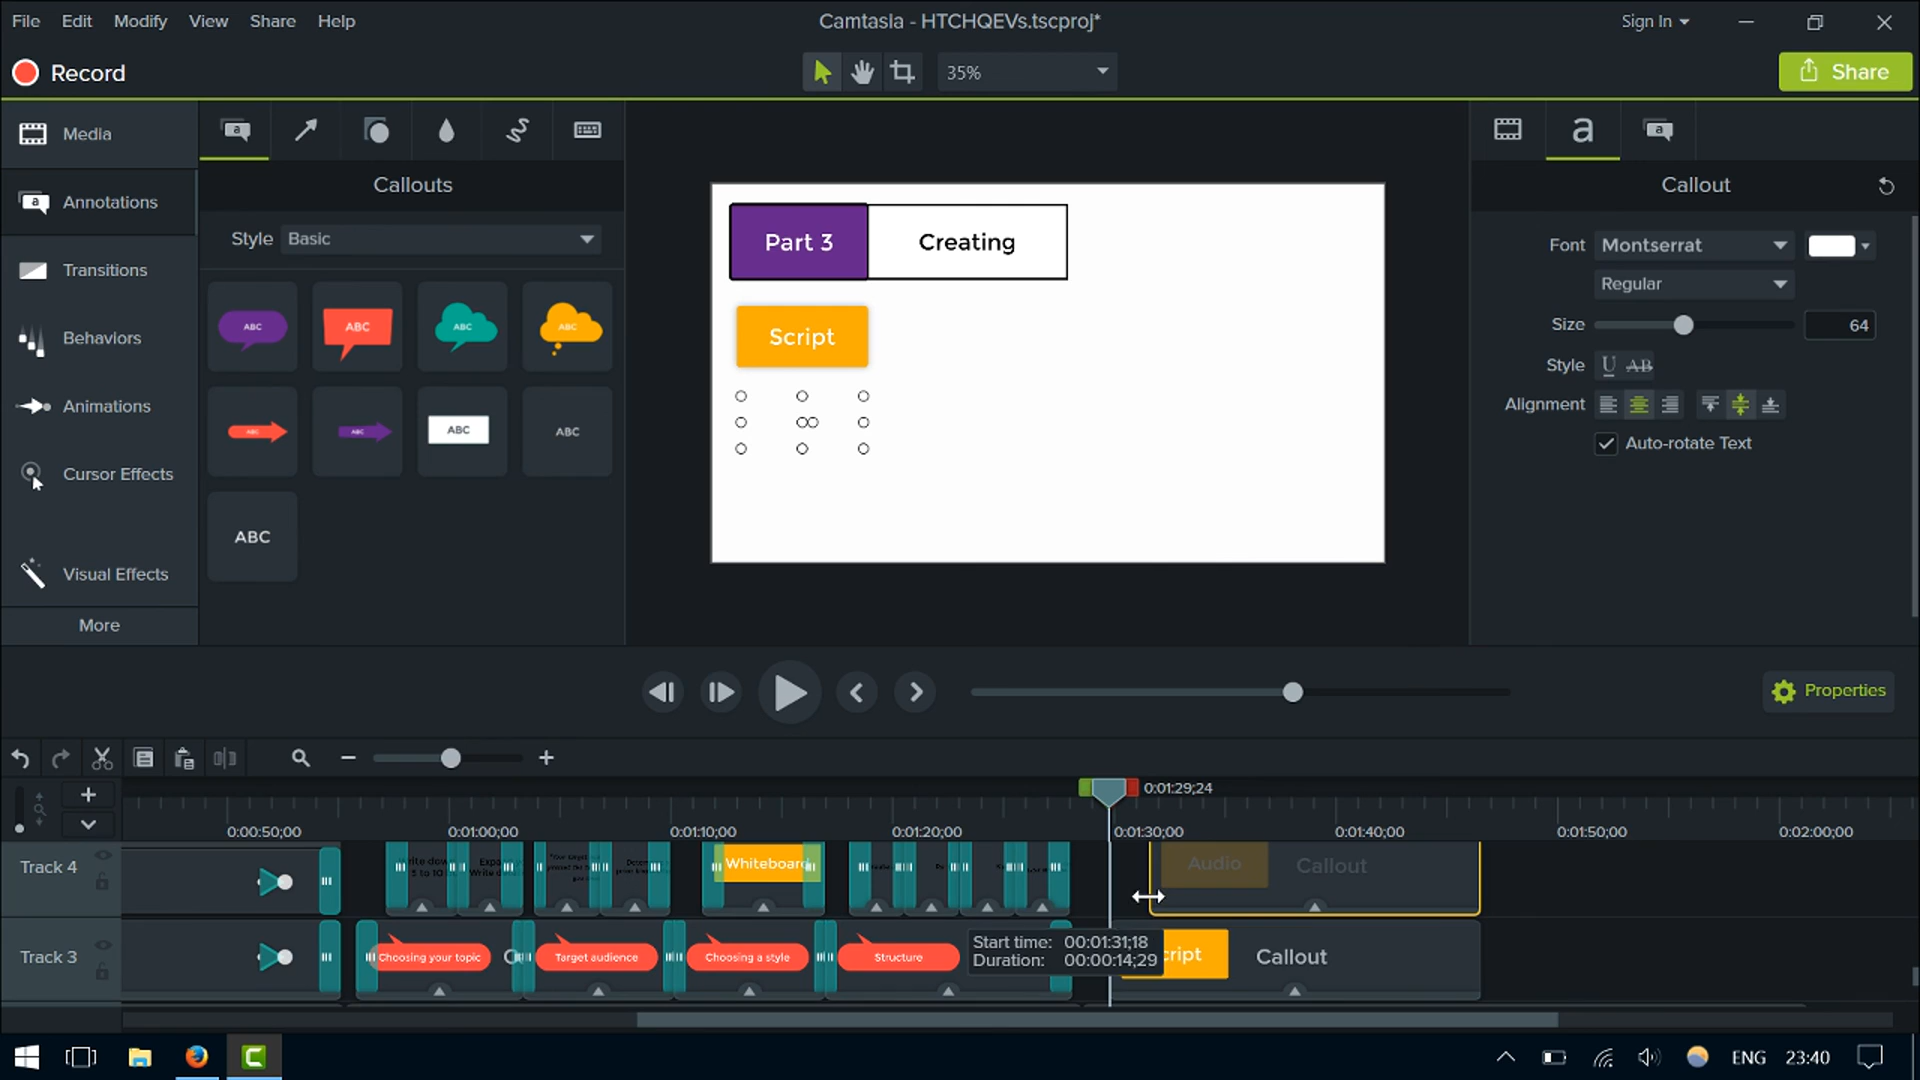 File Edit Modify View Share Help
Camtasia - HTCHQEVs.tscproj*
Sign In
Record
35%
Share
Media
Annotations
Transitions
Behaviors
Animations
Cursor Effects
Visual Effects
More
Callouts
Style Basic
ABC ABC ABC ABC
ABC ABC ABC ABC
ABC
Part 3 Creating
Script
Callout
Font Montserrat
Regular
Size 64
Style U AB
Alignment
Auto-rotate Text
Properties
0:01:29;24
0:00:50;00 0:01:00;00 0:01:10;00 0:01:20;00 0:01:30;00 0:01:40;00 0:01:50;00 0:02:00;00
Track 4
Whiteboard
Audio Callout
Track 3
Choosing your topic Target audience Choosing a style Structure
Start time: 00:01:31;18
Duration: 00:00:14;29
cript Callout
ENG 23:40